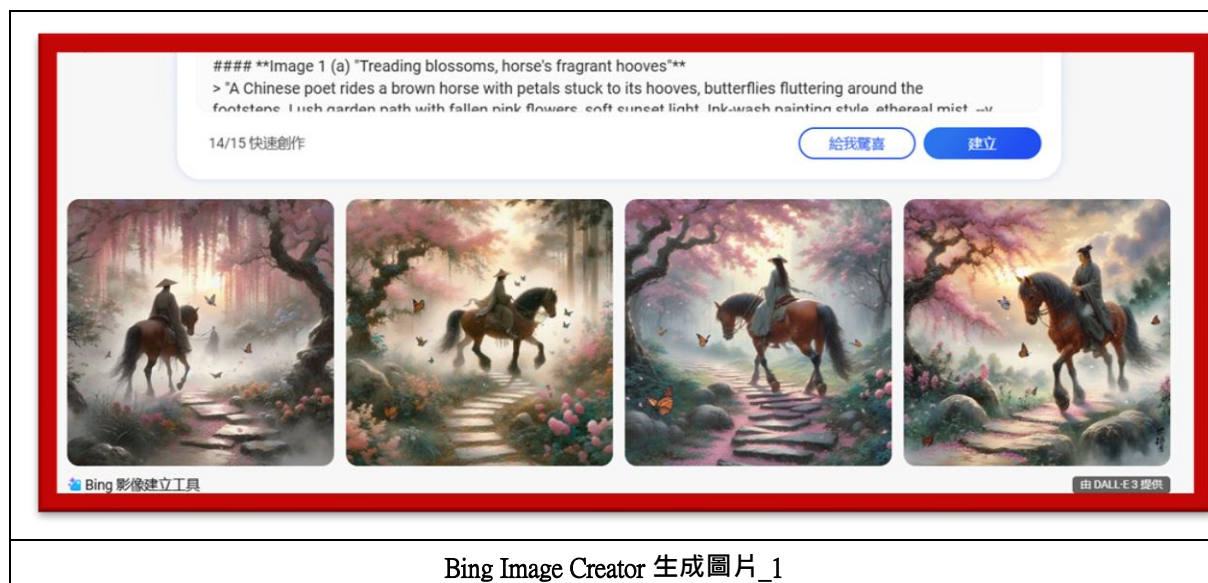 #### **Image 1 (a) "Treading blossoms, horse's fragrant hooves"**
> "A Chinese poet rides a brown horse with petals stuck to its hooves, butterflies fluttering around the
footsteps. Lush garden path with fallen pink flowers, soft sunset light. Ink-wash painting style, ethereal mist. --v
14/15 快速創作
給我驚喜
建立
Bing 影像建立工具
由 DALL·E 3 提供
Bing Image Creator 生成圖片_1